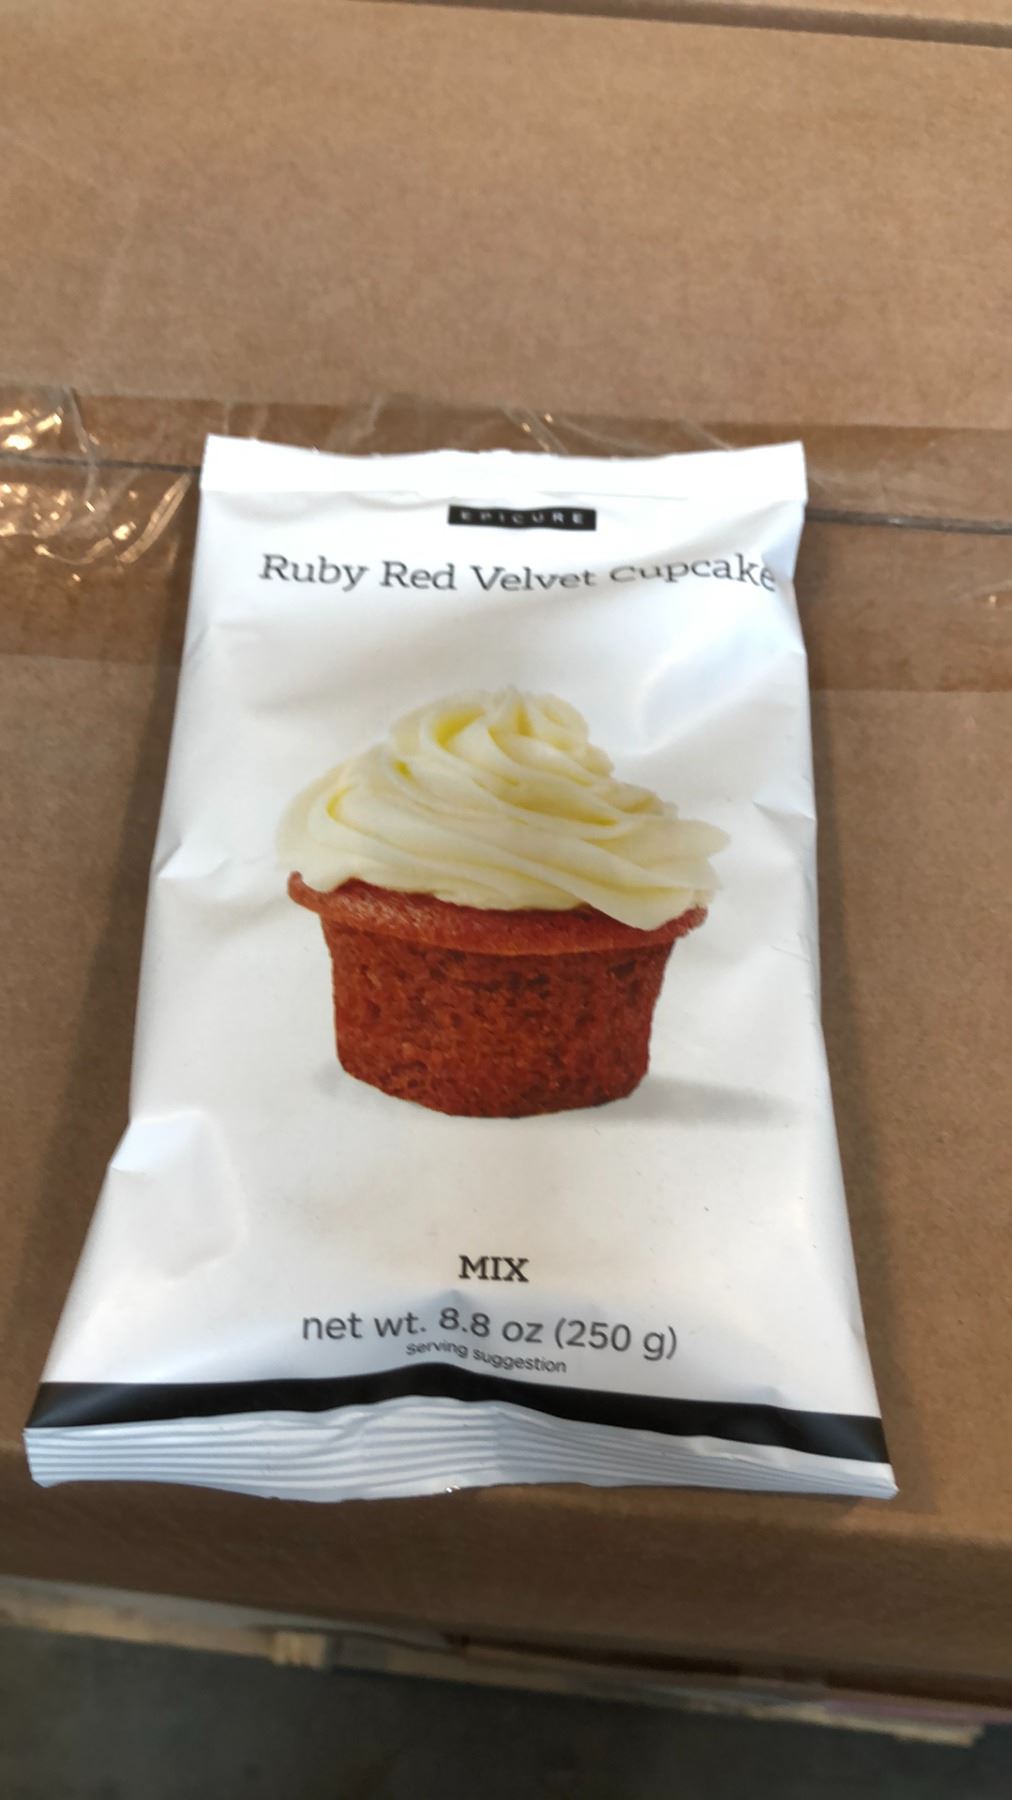 EPICURE
Ruby Red Velvet Cupcake
MIX
net wt. 8.8 oz (250 g)
serving suggestion